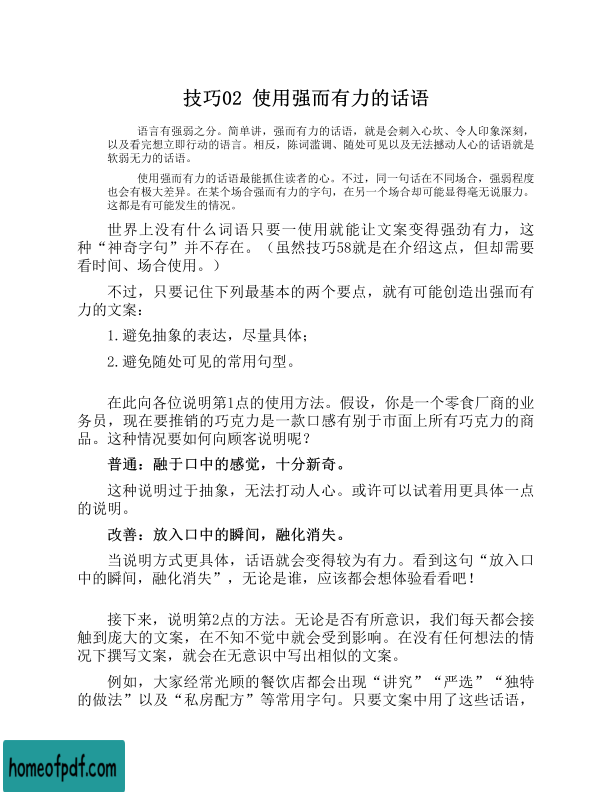 技巧02 使用强而有力的话语
语言有强弱之分。简单讲，强而有力的话语，就是会刺入心坎、令人印象深刻，
以及看完想立即行动的语言。相反，陈词滥调、随处可见以及无法撼动人心的话语就是
软弱无力的话语。
使用强而有力的话语最能抓住读者的心。不过，同一句话在不同场合，强弱程度
也会有极大差异。在某个场合强而有力的字句，在另一个场合却可能显得毫无说服力。
这都是有可能发生的情况。
世界上没有什么词语只要一使用就能让文案变得强劲有力，这
种“神奇字句”并不存在。（虽然技巧58就是在介绍这点，但却需要
看时间、场合使用。）
不过，只要记住下列最基本的两个要点，就有可能创造出强而有
力的文案：
1.避免抽象的表达，尽量具体；
2.避免随处可见的常用句型。
在此向各位说明第1点的使用方法。假设，你是一个零食厂商的业
务员，现在要推销的巧克力是一款口感有别于市面上所有巧克力的商
品。这种情况要如何向顾客说明呢？
普通：融于口中的感觉，十分新奇。
这种说明过于抽象，无法打动人心。或许可以试着用更具体一点
的说明。
改善：放入口中的瞬间，融化消失。
当说明方式更具体，话语就会变得较为有力。看到这句“放入口
中的瞬间，融化消失”，无论是谁，应该都会想体验看看吧！
接下来，说明第2点的方法。无论是否有所意识，我们每天都会接
触到庞大的文案，在不知不觉中就会受到影响。在没有任何想法的情
况下撰写文案，就会在无意识中写出相似的文案。
例如，大家经常光顾的餐饮店都会出现“讲究”“严选”“独特
的做法”以及“私房配方”等常用字句。只要文案中用了这些话语，
homeofpdf.com